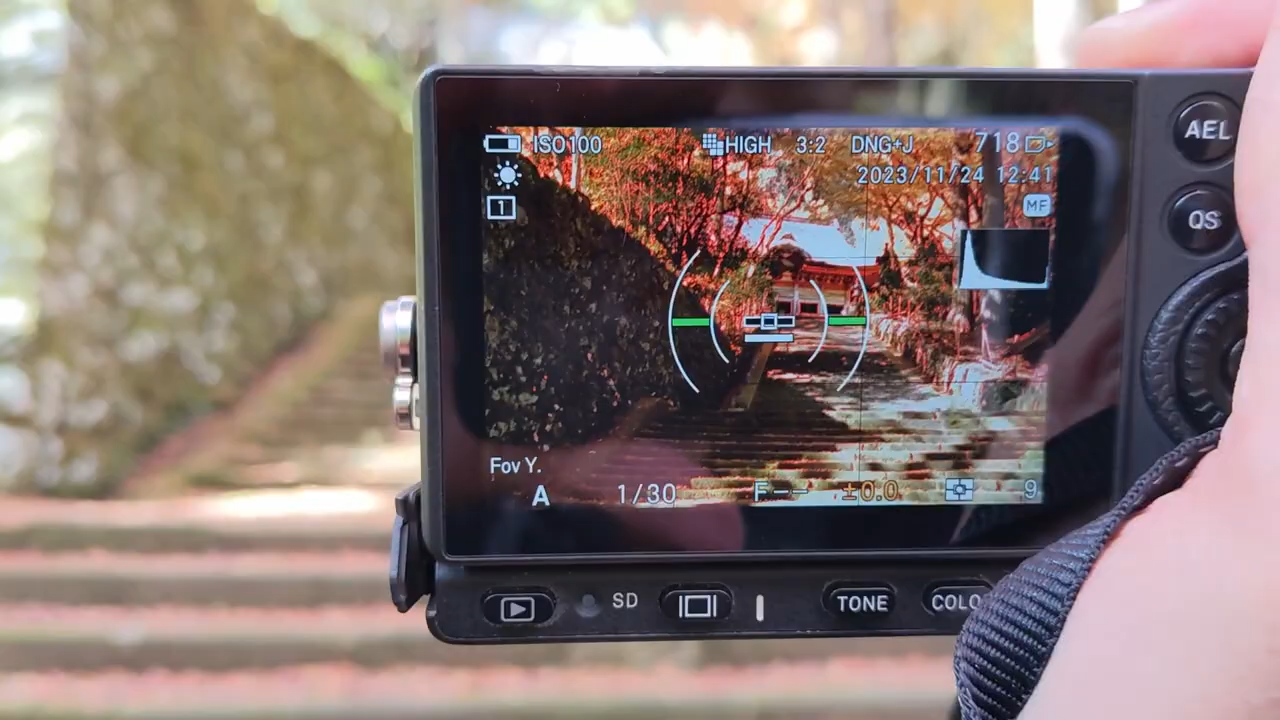 ISO100 HIGH 3:2 DNG+J 718
2023/11/24 12:41
1 MF
Fov Y.
A 1/30 F-- ±0.0 9
AEL
QS
SD TONE